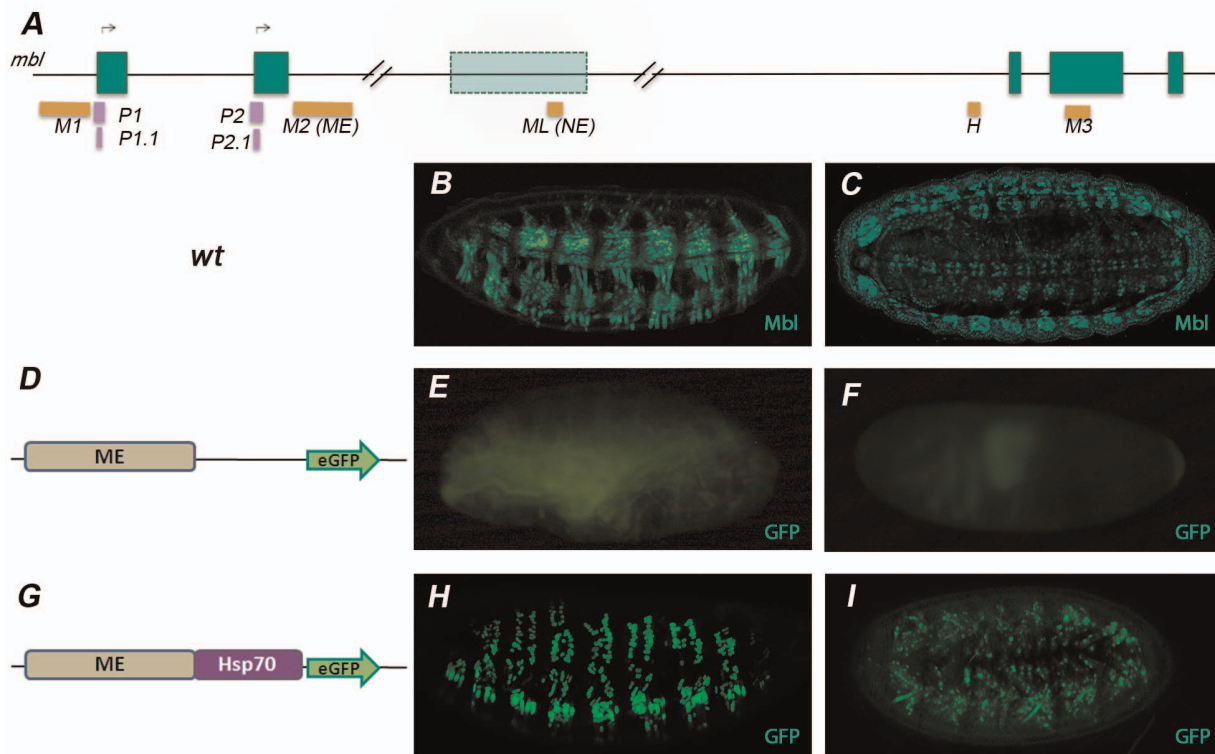 A
mbl
M1
P1
P1.1
P2
P2.1
M2 (ME)
ML (NE)
H
M3
wt
B
Mbl
C
Mbl
D
ME
eGFP
E
GFP
F
GFP
G
ME
Hsp70
eGFP
H
GFP
I
GFP